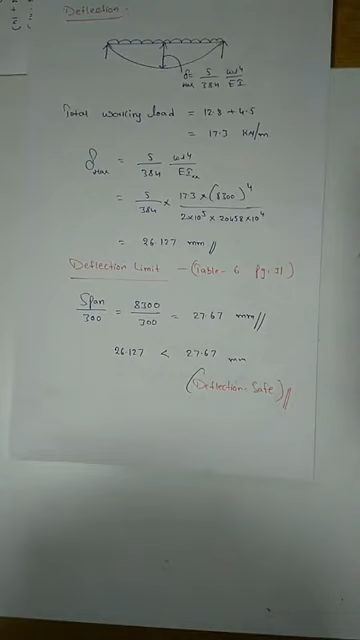 Deflection:-
δmax = 5/384 wl⁴/EI
Total working load = 12.8 + 4.5
= 17.3 KN/m
δmax = 5/384 wl⁴/EIxx
= 5/384 × 17.3 × (8300)⁴ / 2×10⁵ × 20458×10⁴
= 26.127 mm //
Deflection Limit - (Table-6 pg:31)
Span/300 = 8300/300 = 27.67 mm//
26.127 < 27.67 mm
(Deflection Safe)//